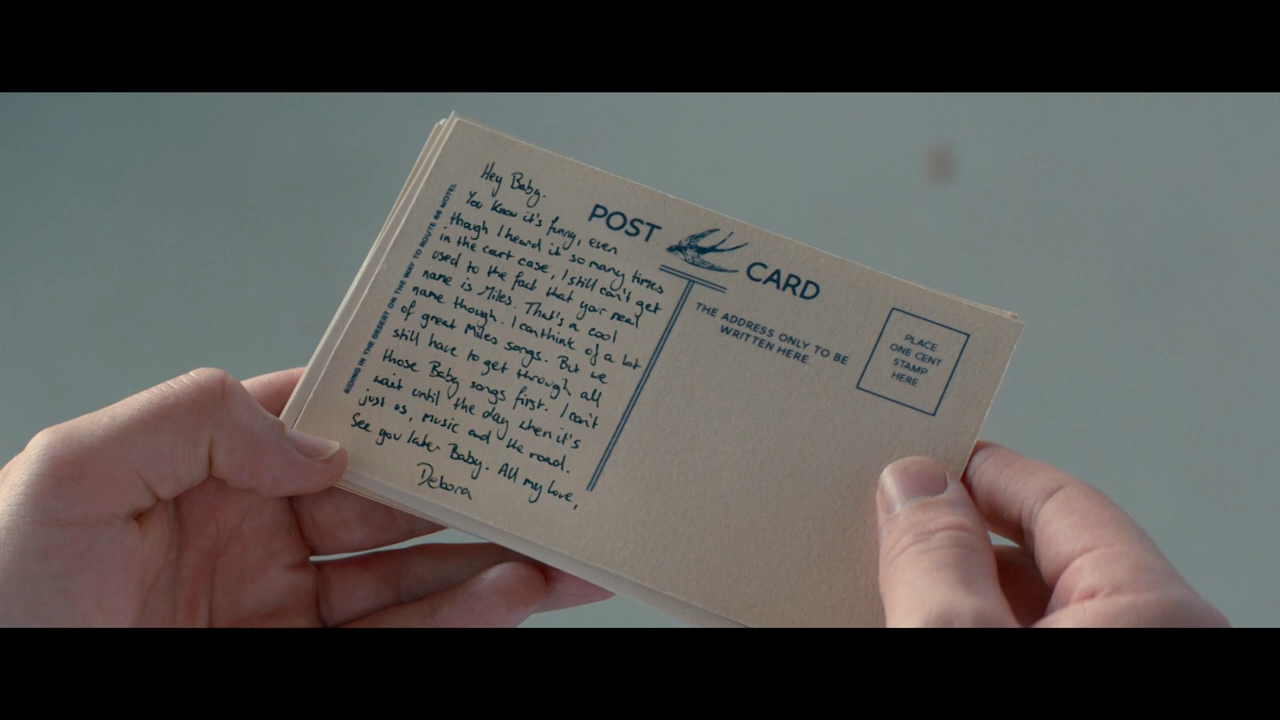 Hey Baby.
You know it's funny, even
though I heard it so many times
in the court case, I still can't get
used to the fact that your real
name is Miles. That's a cool
name though. I can think of a lot
of great Miles songs. But we
still have to get through all
those Baby songs first. I can't
wait until the day when it's
just us, music and the road.
See you later Baby. All my love,
Debora
RIDING IN THE DESERT ON THE WAY TO ROUTE 66 MOTEL
POST CARD
THE ADDRESS ONLY TO BE
WRITTEN HERE.
PLACE
ONE CENT
STAMP
HERE